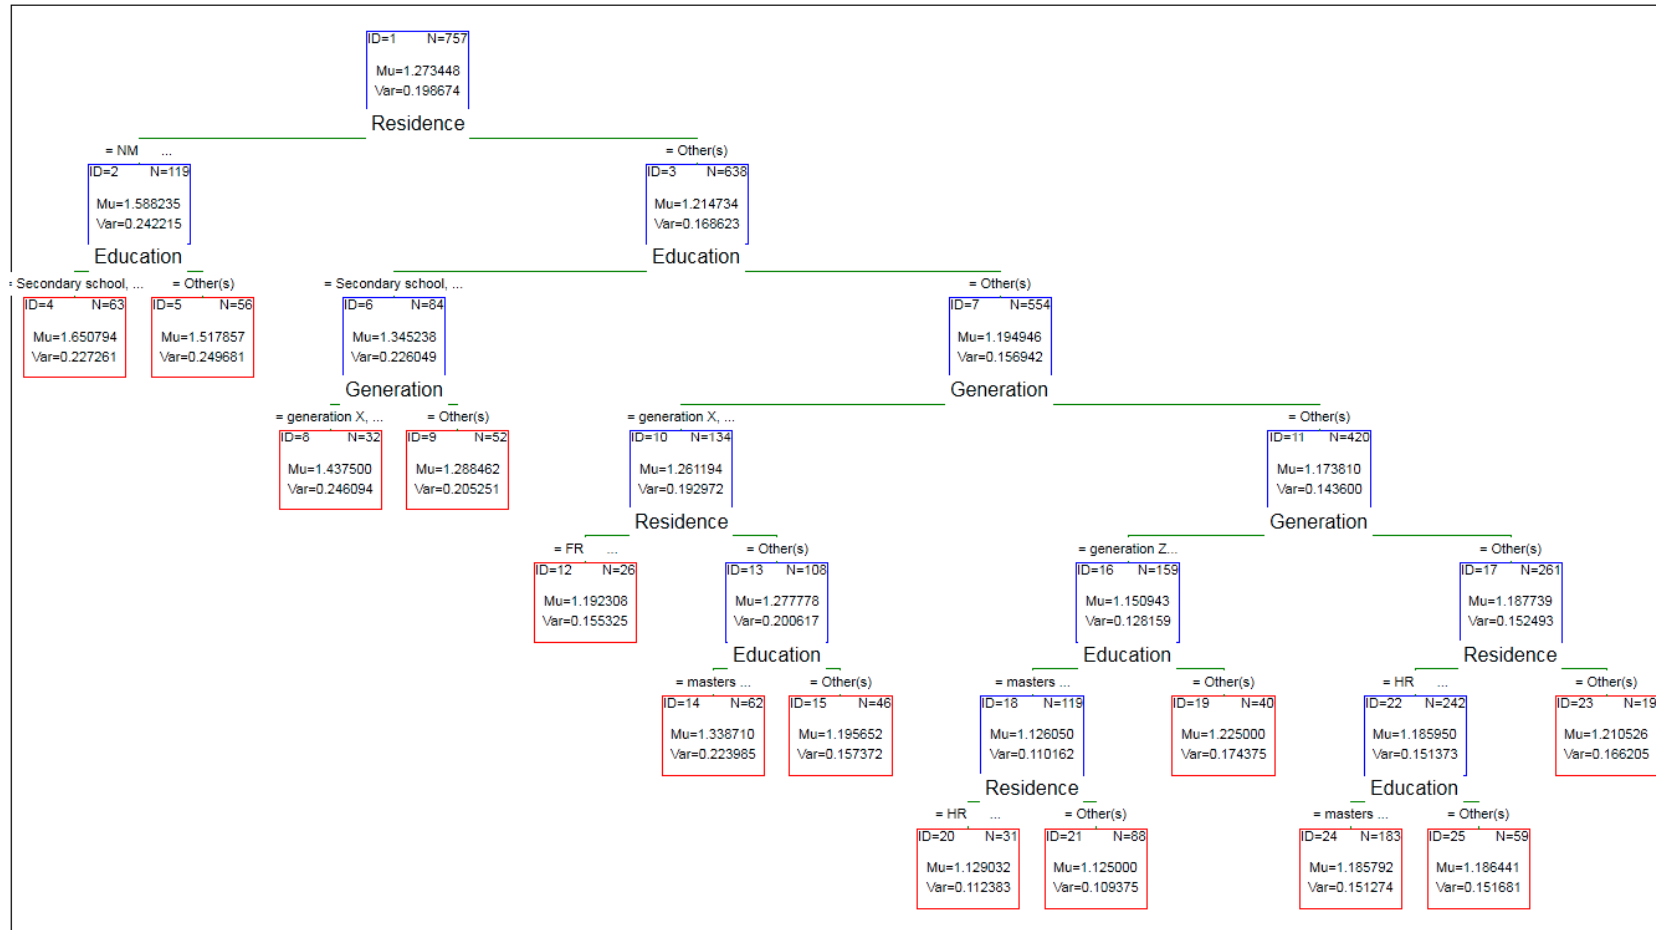 ID=1 N=757
Mu=1.273448
Var=0.198674
Residence
= NM ...
= Other(s)
ID=2 N=119
Mu=1.588235
Var=0.242215
Education
ID=3 N=638
Mu=1.214734
Var=0.168623
Education
= Secondary school, ...
= Other(s)
= Secondary school, ...
= Other(s)
ID=4 N=63
Mu=1.650794
Var=0.227261
ID=5 N=56
Mu=1.517857
Var=0.249681
ID=6 N=84
Mu=1.345238
Var=0.226049
Generation
ID=7 N=554
Mu=1.194946
Var=0.156942
Generation
= generation X, ...
= Other(s)
= generation X, ...
= Other(s)
ID=8 N=32
Mu=1.437500
Var=0.246094
ID=9 N=52
Mu=1.288462
Var=0.205251
ID=10 N=134
Mu=1.261194
Var=0.192972
Residence
ID=11 N=420
Mu=1.173810
Var=0.143600
Generation
= FR ...
= Other(s)
= generation Z...
= Other(s)
ID=12 N=26
Mu=1.192308
Var=0.155325
ID=13 N=108
Mu=1.277778
Var=0.200617
Education
ID=16 N=159
Mu=1.150943
Var=0.128159
Education
ID=17 N=261
Mu=1.187739
Var=0.152493
Residence
= masters ...
= Other(s)
= masters ...
= Other(s)
= HR ...
= Other(s)
ID=14 N=62
Mu=1.338710
Var=0.223985
ID=15 N=46
Mu=1.195652
Var=0.157372
ID=18 N=119
Mu=1.126050
Var=0.110162
Residence
ID=19 N=40
Mu=1.225000
Var=0.174375
ID=22 N=242
Mu=1.185950
Var=0.151373
Education
ID=23 N=19
Mu=1.210526
Var=0.166205
= HR ...
= Other(s)
= masters ...
= Other(s)
ID=20 N=31
Mu=1.129032
Var=0.112383
ID=21 N=88
Mu=1.125000
Var=0.109375
ID=24 N=183
Mu=1.185792
Var=0.151274
ID=25 N=59
Mu=1.186441
Var=0.151681